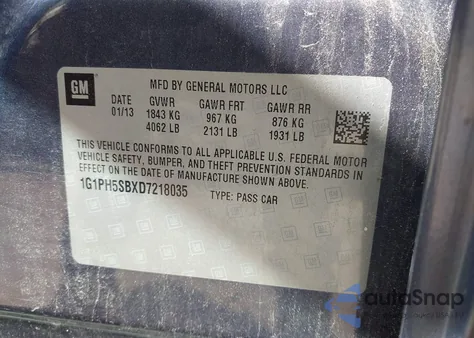 GM
MFD BY GENERAL MOTORS LLC
DATE GVWR GAWR FRT GAWR RR
01/13 1843 KG 967 KG 876 KG
4062 LB 2131 LB 1931 LB
THIS VEHICLE CONFORMS TO ALL APPLICABLE U.S. FEDERAL MOTOR
VEHICLE SAFETY, BUMPER, AND THEFT PREVENTION STANDARDS IN
EFFECT ON THE DATE OF MANUFACTURE SHOWN ABOVE.
1G1PH5SBXD7218035 TYPE: PASS CAR
autoSnap